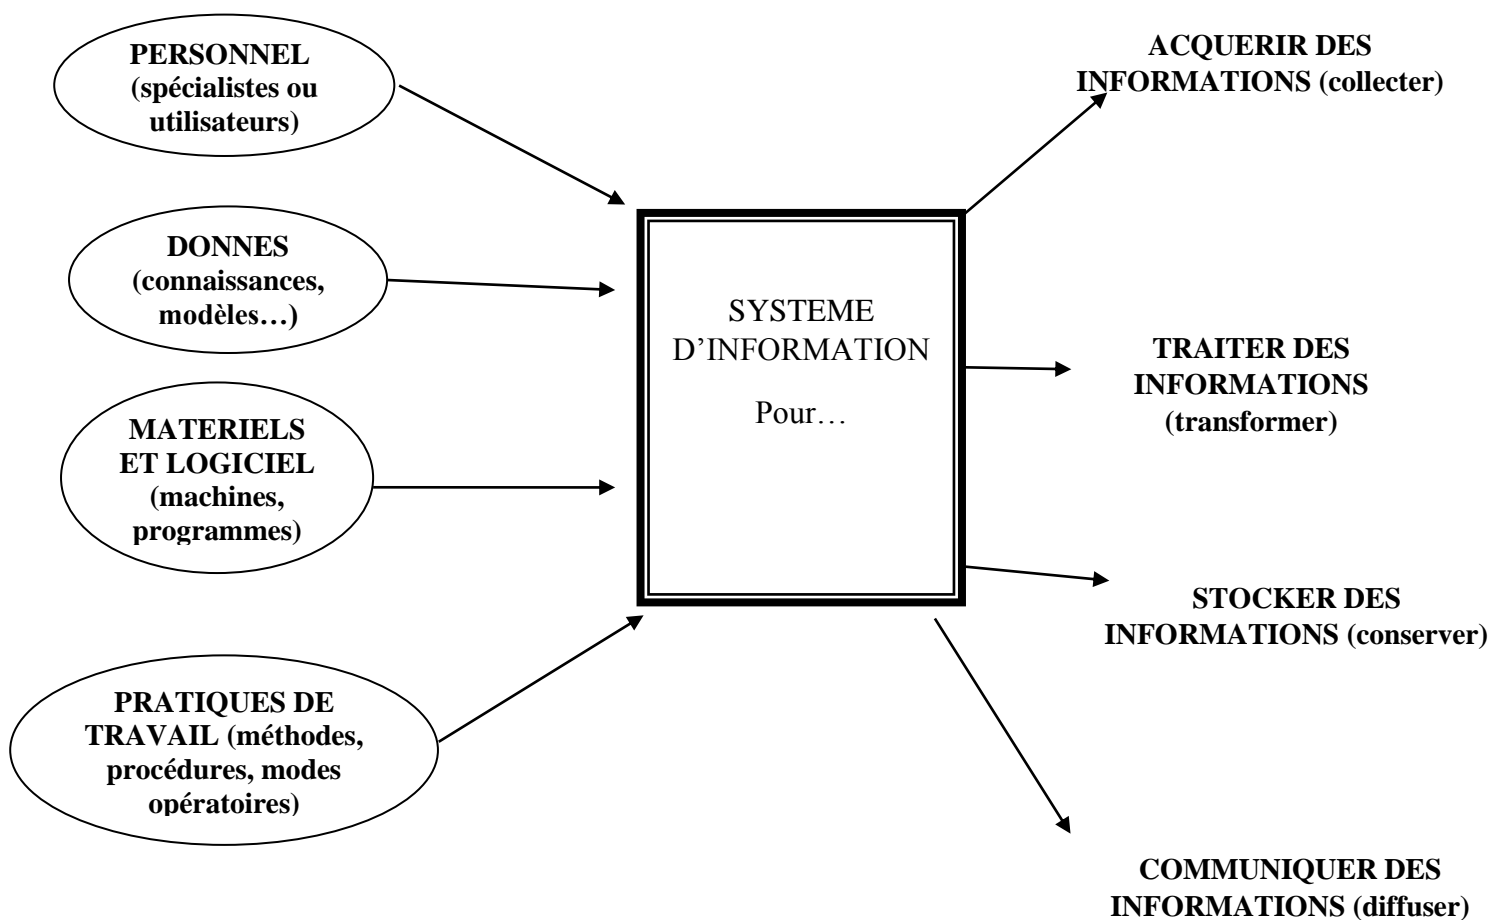 PERSONNEL
(spécialistes ou
utilisateurs)
DONNES
(connaissances,
modèles…)
MATERIELS
ET LOGICIEL
(machines,
programmes)
PRATIQUES DE
TRAVAIL (méthodes,
procédures, modes
opératoires)
SYSTEME
D’INFORMATION
Pour…
ACQUERIR DES
INFORMATIONS (collecter)
TRAITER DES
INFORMATIONS
(transformer)
STOCKER DES
INFORMATIONS (conserver)
COMMUNIQUER DES
INFORMATIONS (diffuser)